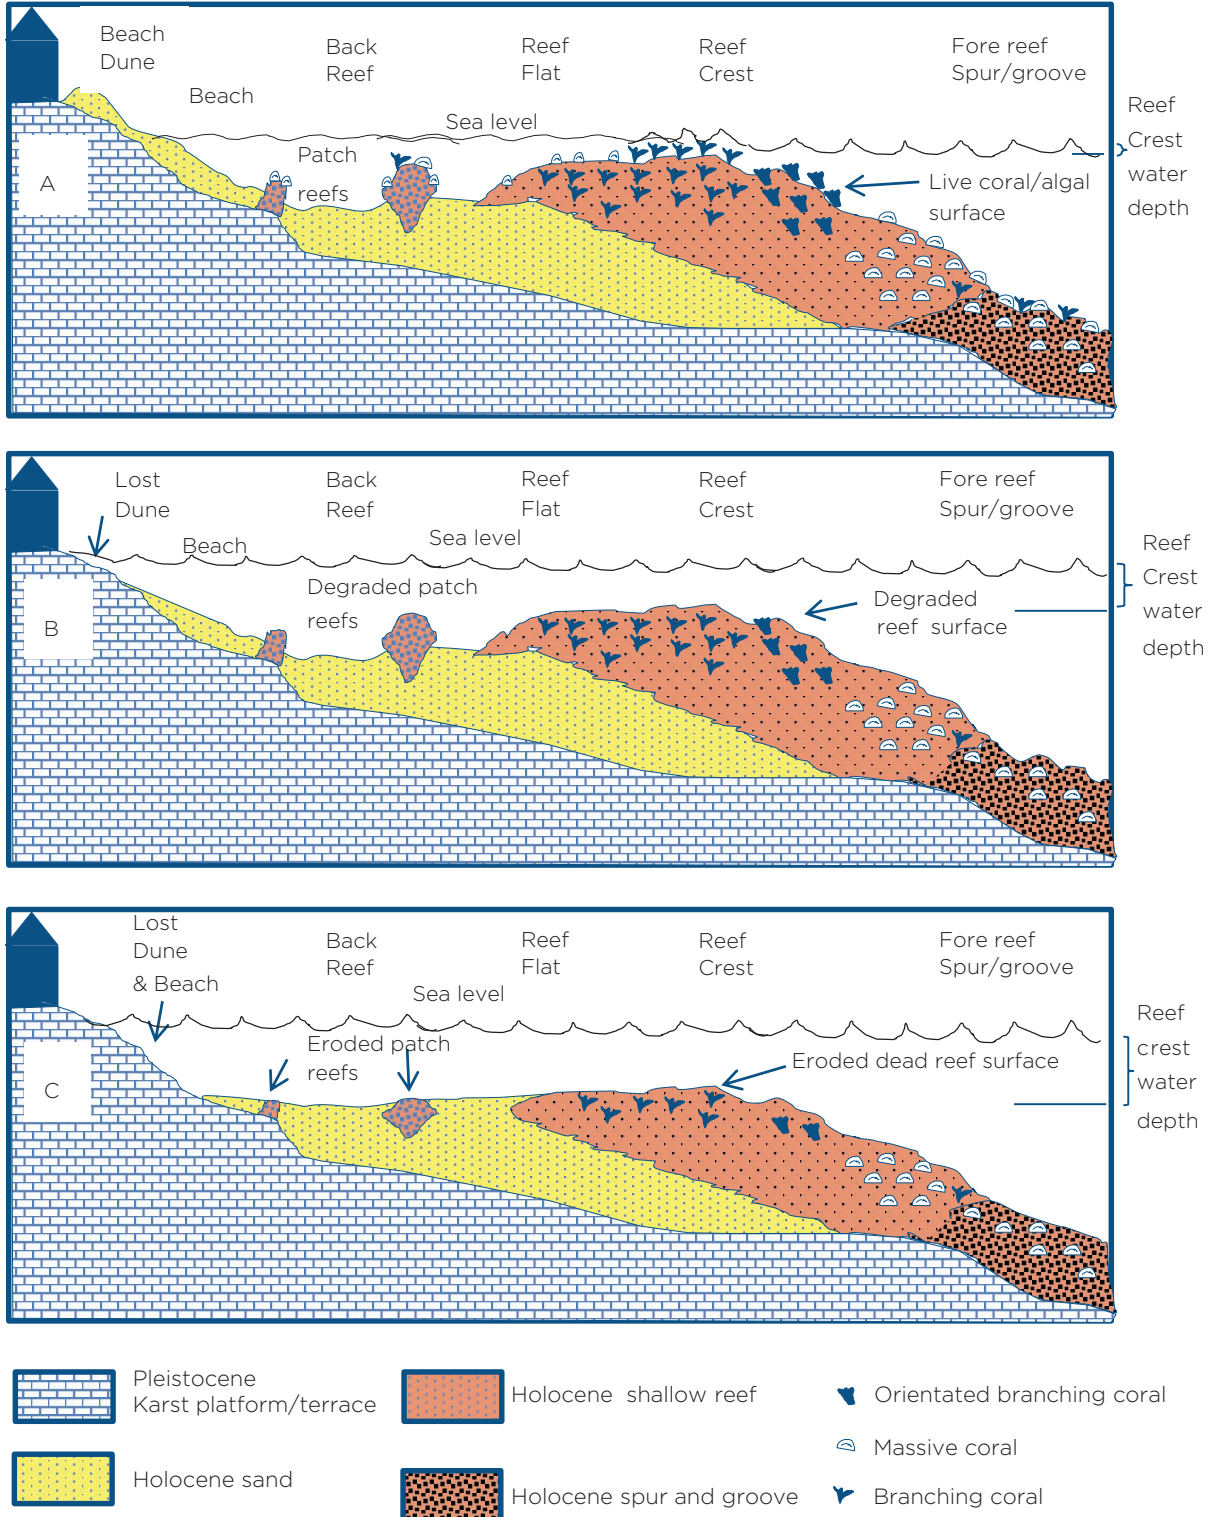 Beach
Dune
Back
Reef
Reef
Flat
Reef
Crest
Fore reef
Spur/groove
Beach
Sea level
Reef
Crest
water
depth
Patch
reefs
A
Live coral/algal
surface
Lost
Dune
Back
Reef
Reef
Flat
Reef
Crest
Fore reef
Spur/groove
Beach
Sea level
Reef
Crest
water
depth
Degraded patch
reefs
B
Degraded
reef surface
Lost
Dune
& Beach
Back
Reef
Reef
Flat
Reef
Crest
Fore reef
Spur/groove
Sea level
Reef
crest
water
depth
Eroded patch
reefs
C
Eroded dead reef surface
Pleistocene
Karst platform/terrace
Holocene shallow reef
Orientated branching coral
Massive coral
Holocene sand
Holocene spur and groove
Branching coral